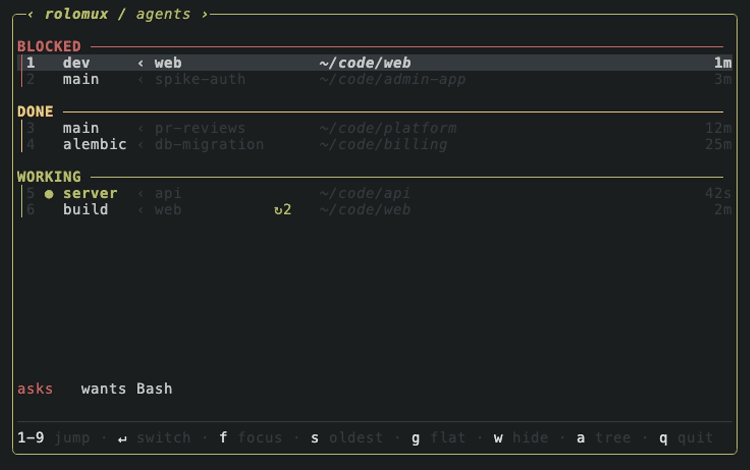 ‹ rolomux / agents ›
BLOCKED
1 dev ‹ web ~/code/web 1m
2 main ‹ spike-auth ~/code/admin-app 3m
DONE
3 main ‹ pr-reviews ~/code/platform 12m
4 alembic ‹ db-migration ~/code/billing 25m
WORKING
5 ● server ‹ api ~/code/api 42s
6 build ‹ web ↻2 ~/code/web 2m
asks wants Bash
1-9 jump · ↵ switch · f focus · s oldest · g flat · w hide · a tree · q quit